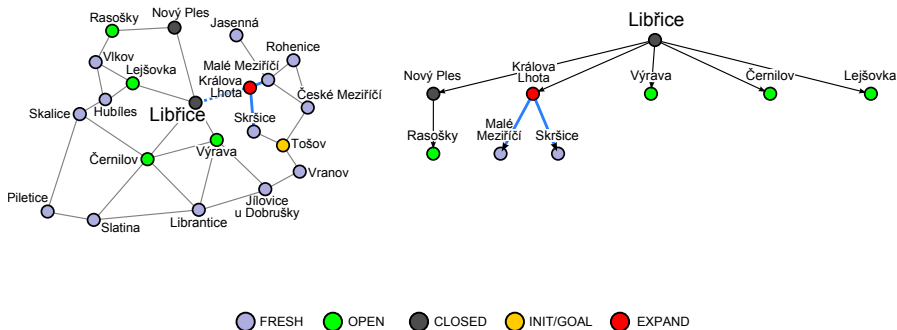 Rasošky
Nový Ples
Jasenná
Rohenice
Vlkov
Lejšovka
Malé Meziříčí
Králova
Lhota
České Meziříčí
Skalice
Hubíles
Libřice
Skršice
Tošov
Černilov
Výrava
Vranov
Piletice
Slatina
Librantice
Jílovice
u Dobrušky
Libřice
Nový Ples
Králova
Lhota
Výrava
Černilov
Lejšovka
Rasošky
Malé
Meziříčí
Skršice
FRESH
OPEN
CLOSED
INIT/GOAL
EXPAND